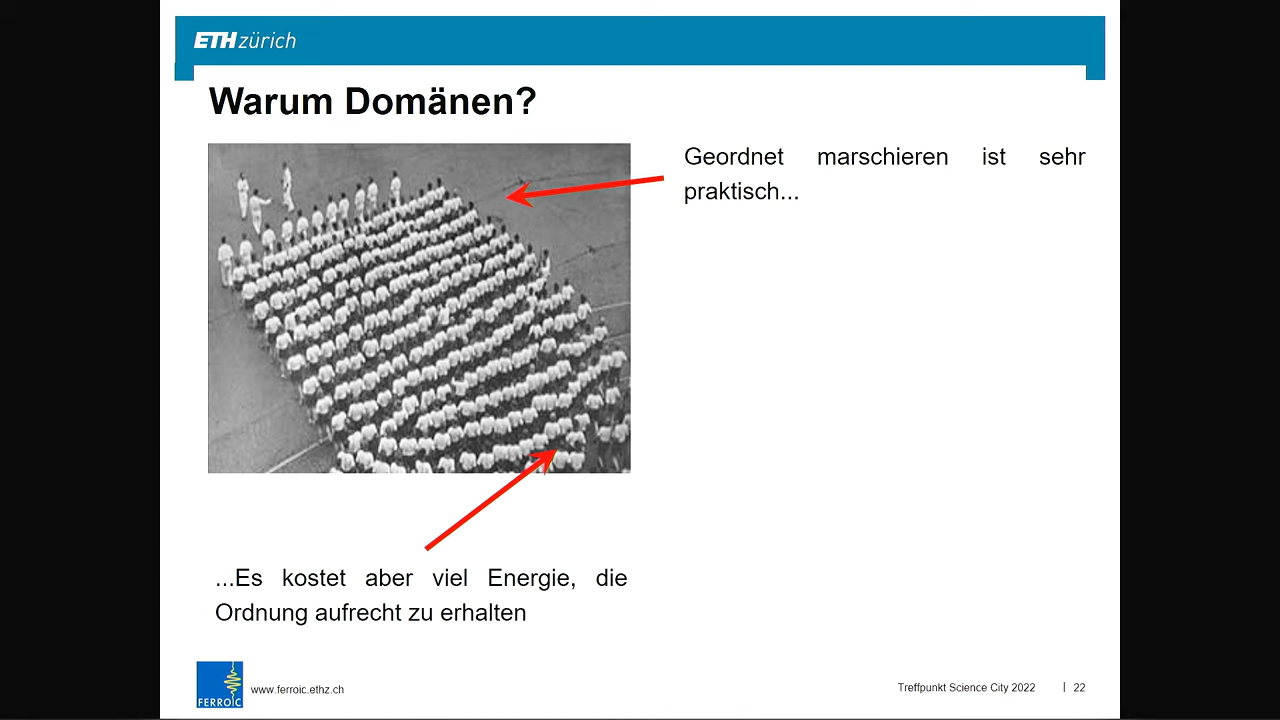 ETH zürich
Warum Domänen?
Geordnet marschieren ist sehr
praktisch...
...Es kostet aber viel Energie, die
Ordnung aufrecht zu erhalten
FERROIC
www.ferroic.ethz.ch
Treffpunkt Science City 2022 | 22